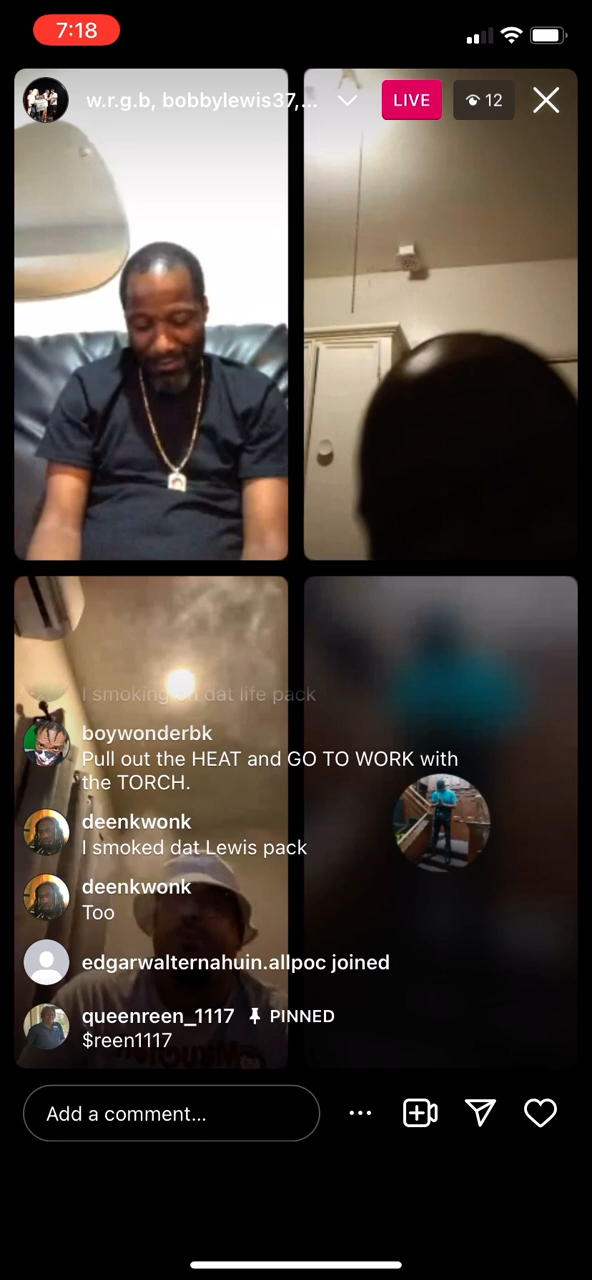 7:18
w.r.g.b, bobbylewis37,...
LIVE
12
I smoking on dat life pack
boywonderbk
Pull out the HEAT and GO TO WORK with
the TORCH.
deenkwonk
I smoked dat Lewis pack
deenkwonk
Too
edgarwalternahuin.allpoc joined
queenreen_1117 PINNED
$reen1117
Add a comment...